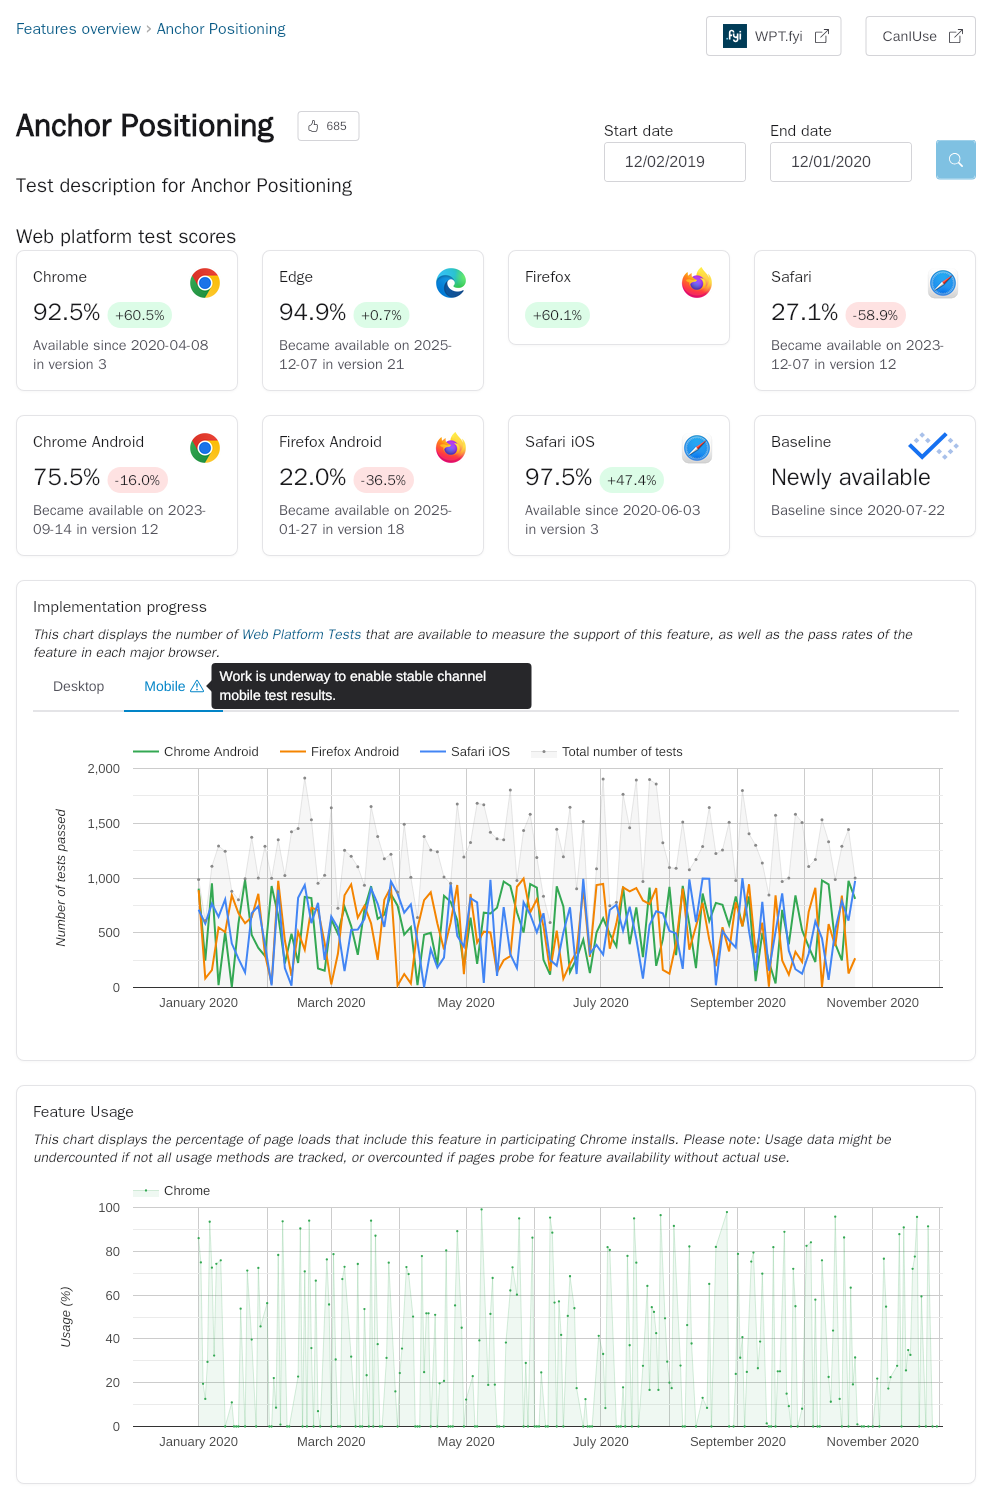 Features overview › Anchor Positioning
.fyi WPT.fyi
CanIUse
Anchor Positioning
685
Start date
End date
12/02/2019
12/01/2020
Test description for Anchor Positioning
Web platform test scores
Chrome
92.5% +60.5%
Available since 2020-04-08
in version 3
Edge
94.9% +0.7%
Became available on 2025-
12-07 in version 21
Firefox
+60.1%
Safari
27.1% -58.9%
Became available on 2023-
12-07 in version 12
Chrome Android
75.5% -16.0%
Became available on 2023-
09-14 in version 12
Firefox Android
22.0% -36.5%
Became available on 2025-
01-27 in version 18
Safari iOS
97.5% +47.4%
Available since 2020-06-03
in version 3
Baseline
Newly available
Baseline since 2020-07-22
Implementation progress
This chart displays the number of Web Platform Tests that are available to measure the support of this feature, as well as the pass rates of the
feature in each major browser.
Desktop
Mobile
Work is underway to enable stable channel
mobile test results.
Chrome Android
Firefox Android
Safari iOS
Total number of tests
Number of tests passed
2,000
1,500
1,000
500
0
January 2020
March 2020
May 2020
July 2020
September 2020
November 2020
Feature Usage
This chart displays the percentage of page loads that include this feature in participating Chrome installs. Please note: Usage data might be
undercounted if not all usage methods are tracked, or overcounted if pages probe for feature availability without actual use.
Chrome
Usage (%)
100
80
60
40
20
0
January 2020
March 2020
May 2020
July 2020
September 2020
November 2020